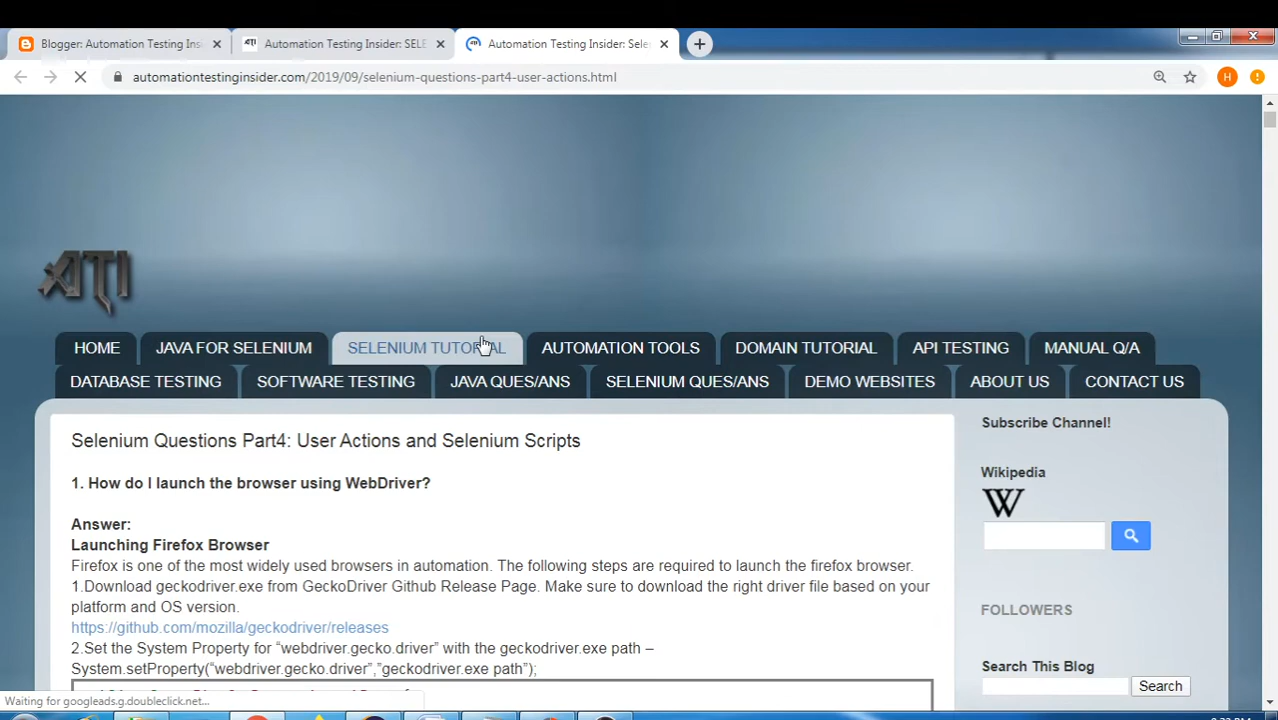 Blogger: Automation Testing Insi
Automation Testing Insider: SELE
Automation Testing Insider: Sele
automationtestinginsider.com/2019/09/selenium-questions-part4-user-actions.html
H
ATI
HOME
JAVA FOR SELENIUM
SELENIUM TUTORIAL
AUTOMATION TOOLS
DOMAIN TUTORIAL
API TESTING
MANUAL Q/A
DATABASE TESTING
SOFTWARE TESTING
JAVA QUES/ANS
SELENIUM QUES/ANS
DEMO WEBSITES
ABOUT US
CONTACT US
Selenium Questions Part4: User Actions and Selenium Scripts
1. How do I launch the browser using WebDriver?
Answer:
Launching Firefox Browser
Firefox is one of the most widely used browsers in automation. The following steps are required to launch the firefox browser.
1.Download geckodriver.exe from GeckoDriver Github Release Page. Make sure to download the right driver file based on your
platform and OS version.
https://github.com/mozilla/geckodriver/releases
2.Set the System Property for “webdriver.gecko.driver” with the geckodriver.exe path –
System.setProperty(“webdriver.gecko.driver”,”geckodriver.exe path”);
Subscribe Channel!
Wikipedia
W
FOLLOWERS
Search This Blog
Search
Waiting for googleads.g.doubleclick.net...